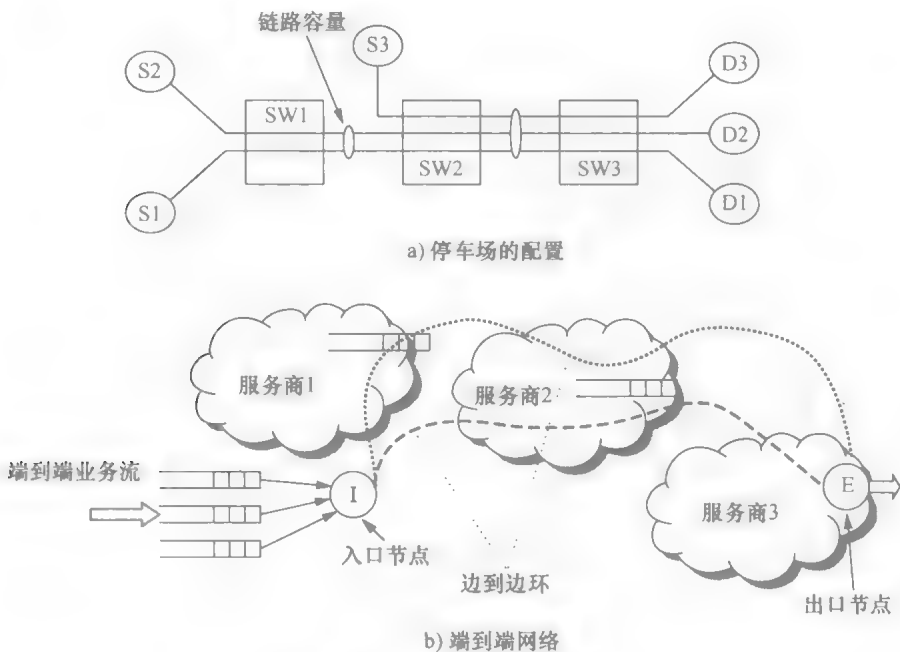 链路容量
S3
S2
D3
SW1
D2
SW2
SW3
S1
D1
a) 停车场的配置
服务商1
服务商2
端到端业务流
I
E
服务商3
入口节点
边到边环
出口节点
b) 端到端网络